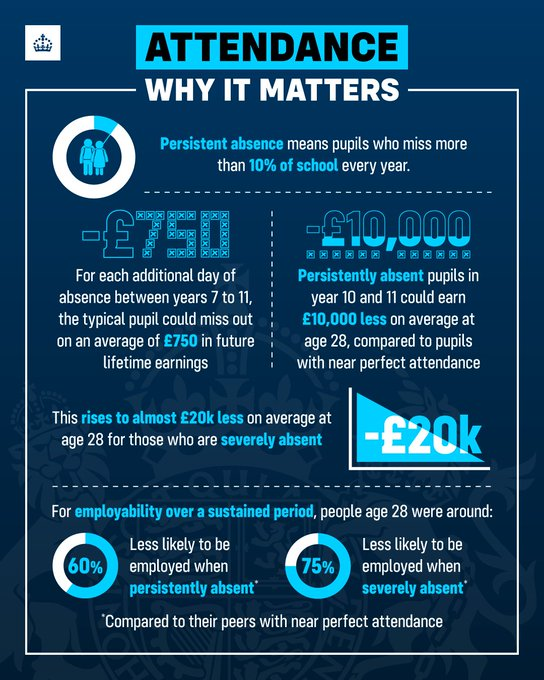 ATTENDANCE
WHY IT MATTERS
Persistent absence means pupils who miss more
than 10% of school every year.
-£750
For each additional day of
absence between years 7 to 11,
the typical pupil could miss out
on an average of £750 in future
lifetime earnings
-£10,000
Persistently absent pupils in
year 10 and 11 could earn
£10,000 less on average at
age 28, compared to pupils
with near perfect attendance
This rises to almost £20k less on average at
age 28 for those who are severely absent
-£20k
For employability over a sustained period, people age 28 were around:
60%
Less likely to be
employed when
persistently absent*
75%
Less likely to be
employed when
severely absent*
*Compared to their peers with near perfect attendance